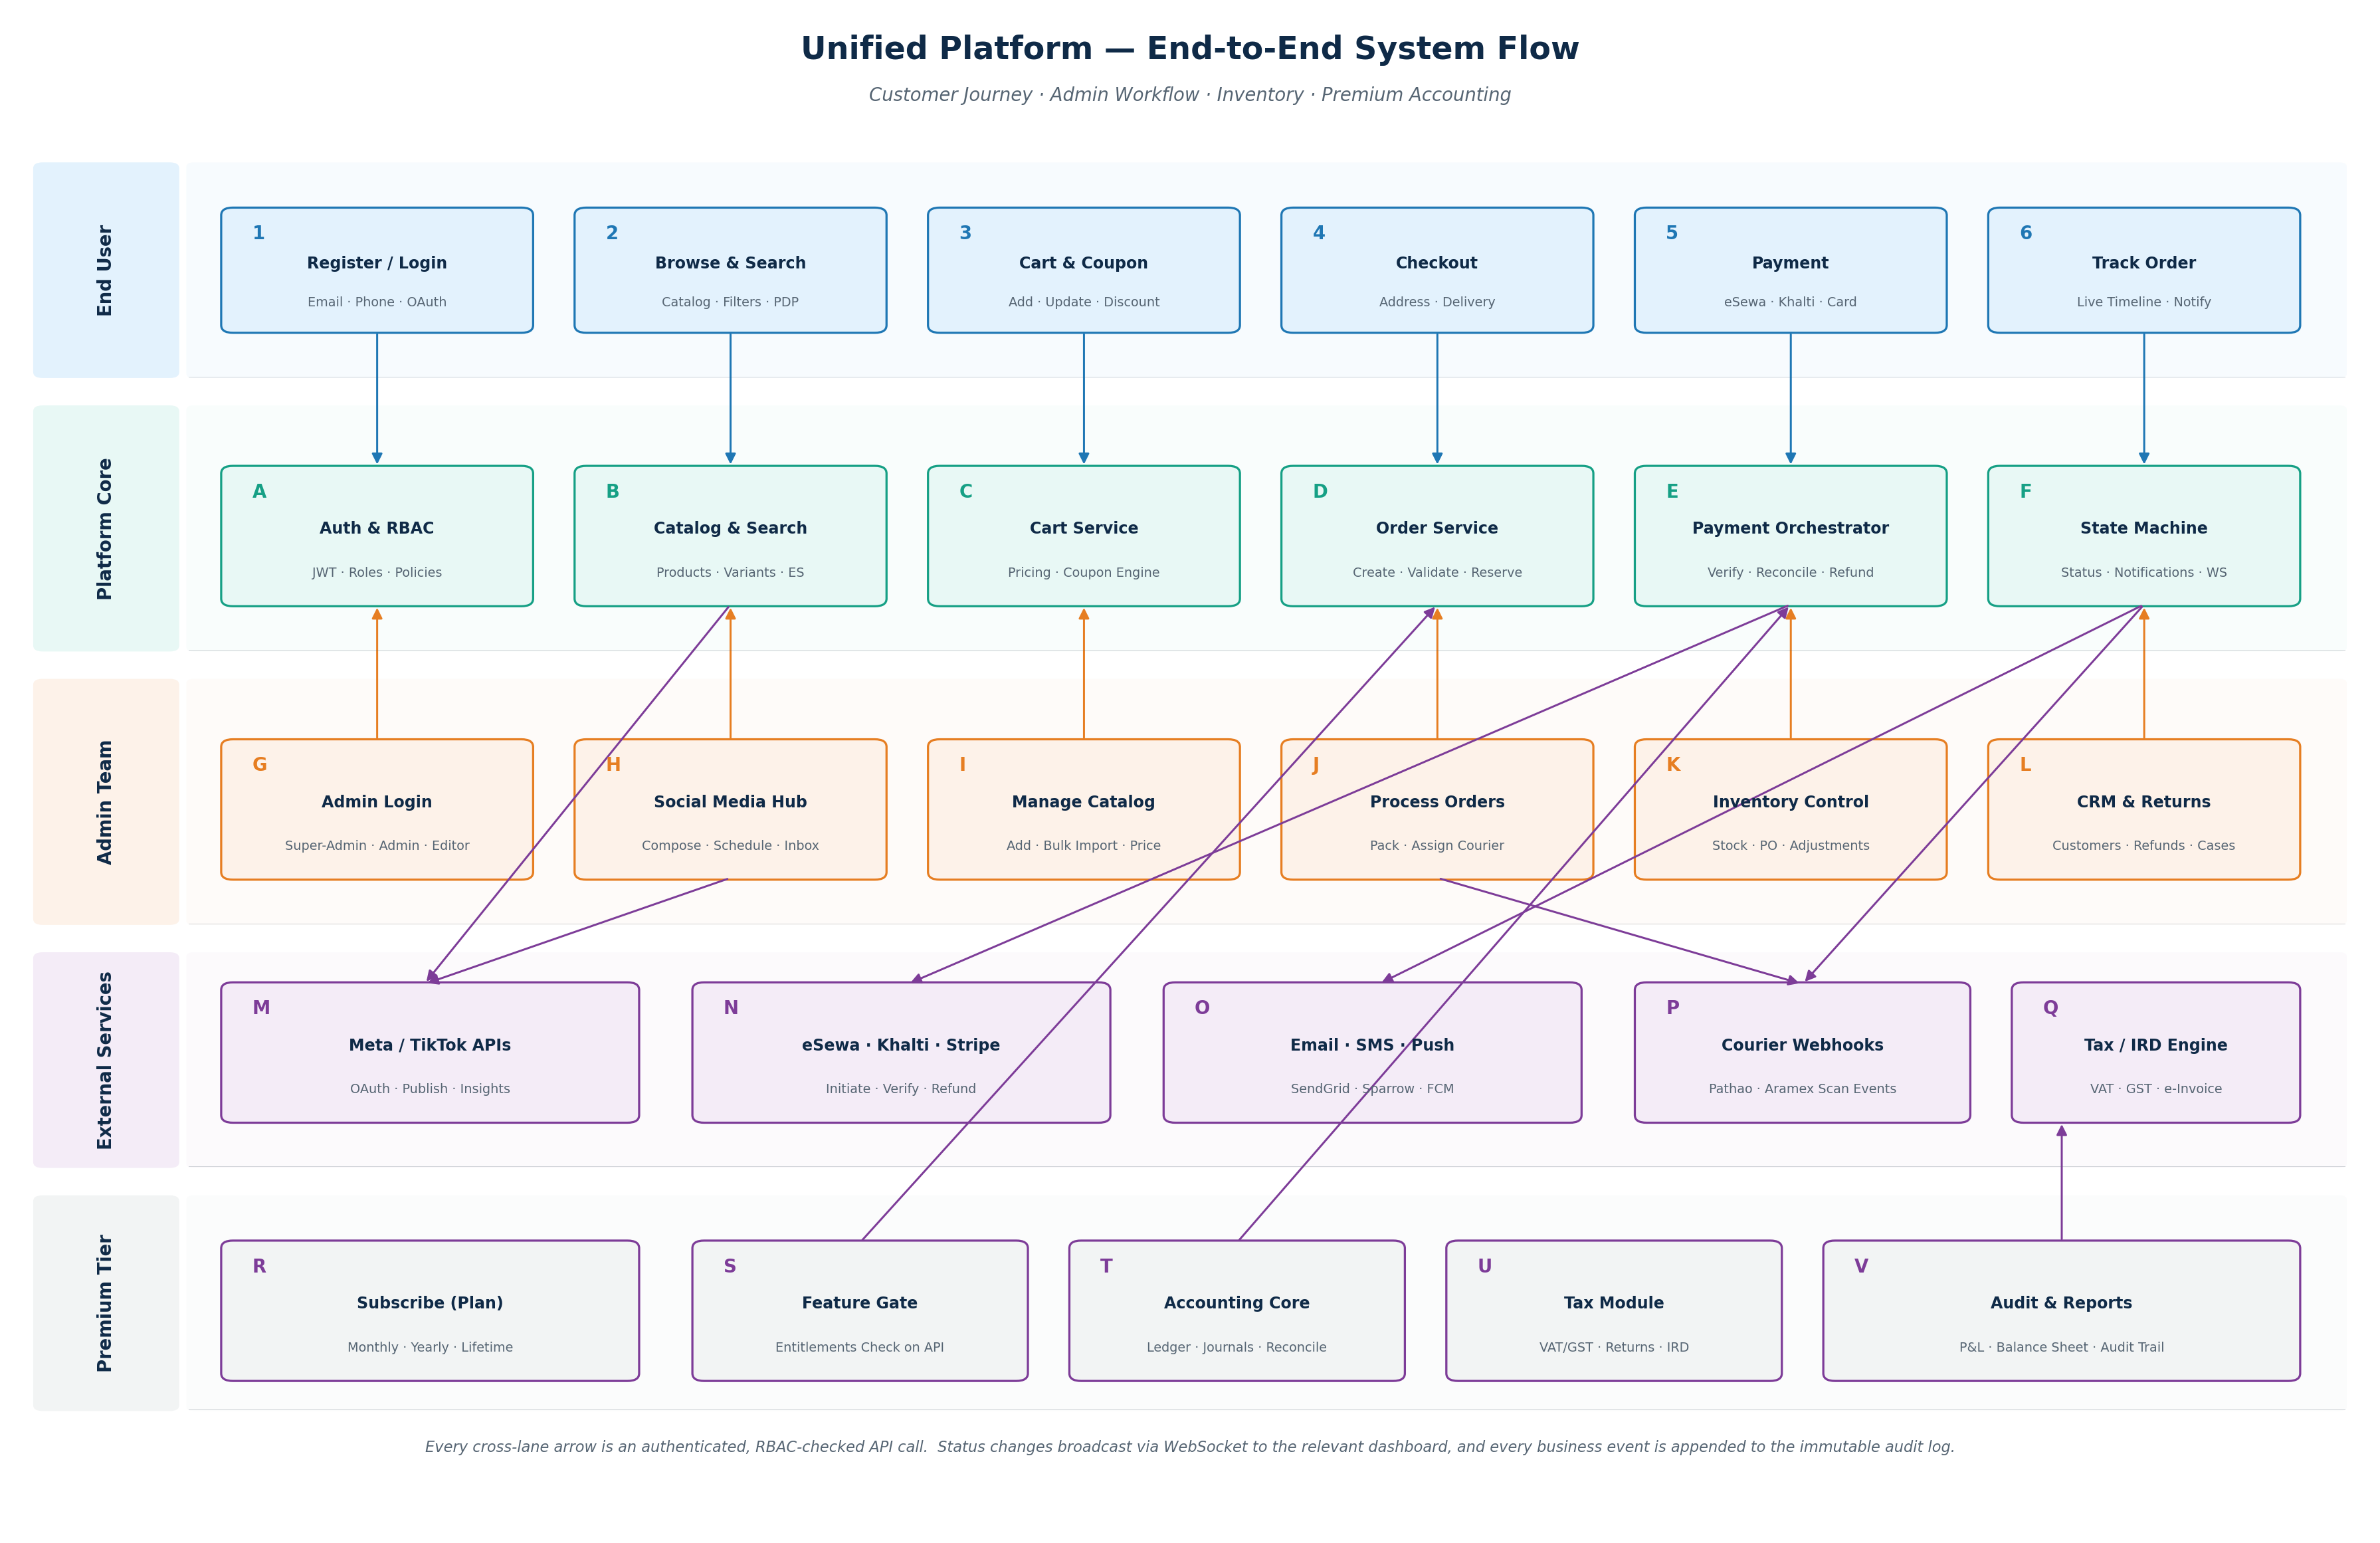 Unified Platform — End-to-End System Flow
Customer Journey · Admin Workflow · Inventory · Premium Accounting
End User
1
Register / Login
Email · Phone · OAuth
2
Browse & Search
Catalog · Filters · PDP
3
Cart & Coupon
Add · Update · Discount
4
Checkout
Address · Delivery
5
Payment
eSewa · Khalti · Card
6
Track Order
Live Timeline · Notify
Platform Core
A
Auth & RBAC
JWT · Roles · Policies
B
Catalog & Search
Products · Variants · ES
C
Cart Service
Pricing · Coupon Engine
D
Order Service
Create · Validate · Reserve
E
Payment Orchestrator
Verify · Reconcile · Refund
F
State Machine
Status · Notifications · WS
Admin Team
G
Admin Login
Super-Admin · Admin · Editor
H
Social Media Hub
Compose · Schedule · Inbox
I
Manage Catalog
Add · Bulk Import · Price
J
Process Orders
Pack · Assign Courier
K
Inventory Control
Stock · PO · Adjustments
L
CRM & Returns
Customers · Refunds · Cases
External Services
M
Meta / TikTok APIs
OAuth · Publish · Insights
N
eSewa · Khalti · Stripe
Initiate · Verify · Refund
O
Email · SMS · Push
SendGrid · Sparrow · FCM
P
Courier Webhooks
Pathao · Aramex Scan Events
Q
Tax / IRD Engine
VAT · GST · e-Invoice
Premium Tier
R
Subscribe (Plan)
Monthly · Yearly · Lifetime
S
Feature Gate
Entitlements Check on API
T
Accounting Core
Ledger · Journals · Reconcile
U
Tax Module
VAT/GST · Returns · IRD
V
Audit & Reports
P&L · Balance Sheet · Audit Trail
Every cross-lane arrow is an authenticated, RBAC-checked API call.  Status changes broadcast via WebSocket to the relevant dashboard, and every business event is appended to the immutable audit log.